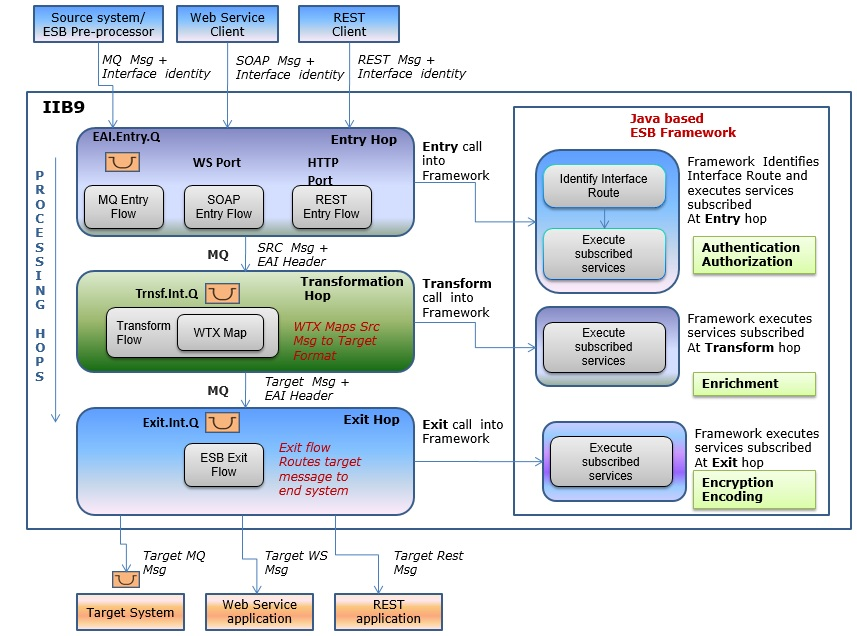 Source system/
ESB Pre-processor
Web Service
Client
REST
Client
MQ Msg +
Interface identity
SOAP Msg +
Interface identity
REST Msg +
Interface identity
IIB9
PROCESSING HOPS
EAI.Entry.Q
Entry Hop
WS Port
HTTP
Port
MQ Entry
Flow
SOAP
Entry Flow
REST
Entry Flow
Entry call
into
Framework
MQ
SRC Msg +
EAI Header
Trnsf.Int.Q
Transformation
Hop
Transform
Flow
WTX Map
WTX Maps Src
Msg to Target
Format
Transform
call into
Framework
MQ
Target Msg +
EAI Header
Exit.Int.Q
Exit Hop
ESB Exit
Flow
Exit flow
Routes target
message to
end system
Exit call into
Framework
Java based
ESB Framework
Identify Interface
Route
Execute
subscribed
services
Framework Identifies
Interface Route and
executes services
subscribed
At Entry hop
Authentication
Authorization
Execute
subscribed
services
Framework executes
services subscribed
At Transform hop
Enrichment
Execute
subscribed
services
Framework executes
services subscribed
At Exit hop
Encryption
Encoding
Target MQ
Msg
Target WS
Msg
Target Rest
Msg
Target System
Web Service
application
REST
application